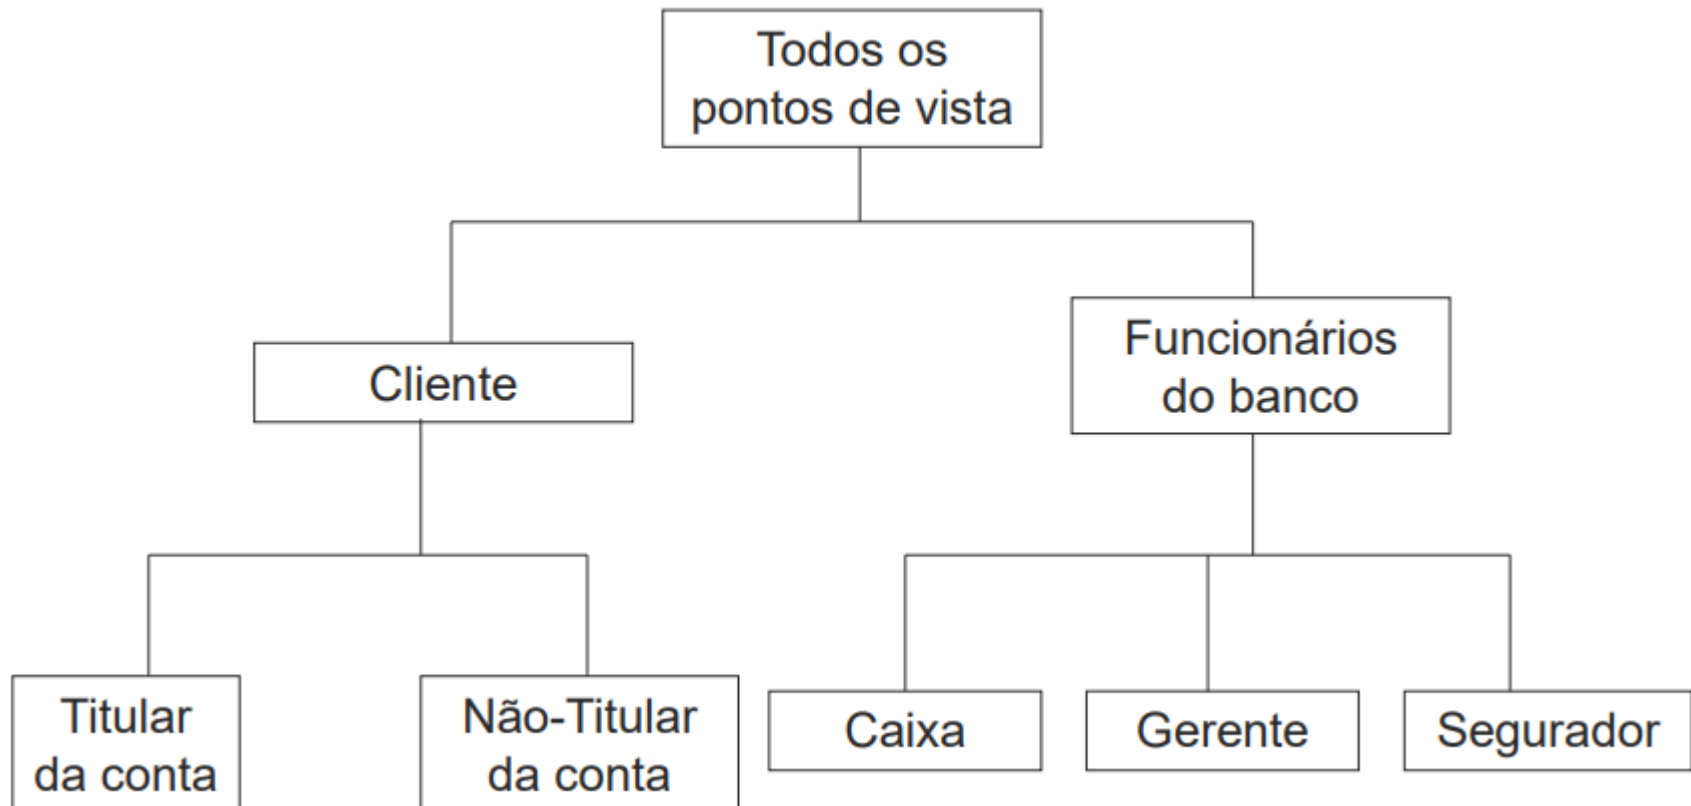 Todos os
pontos de vista
Cliente
Funcionários
do banco
Titular
da conta
Não-Titular
da conta
Caixa
Gerente
Segurador